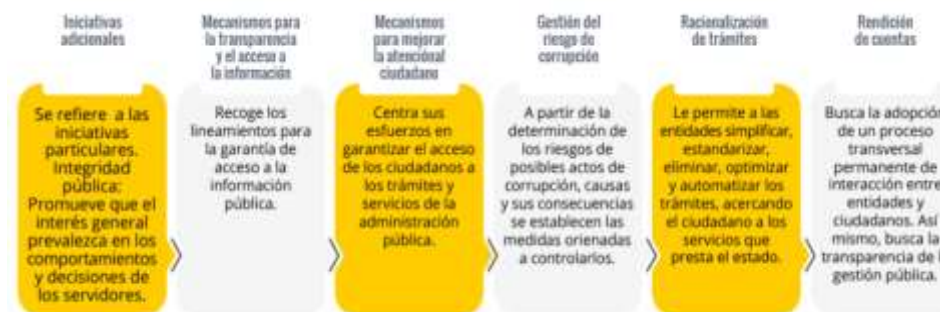 Iniciativas
adicionales
Se refiere a las
iniciativas
particulares.
Integridad
pública:
Promueve que el
interés general
prevalezca en los
comportamientos
y decisiones de
los servidores.
Mecanismos para
la transparencia
y el acceso a
la información
Recoge los
lineamientos para
la garantía de
acceso a la
información
pública.
Mecanismos
para mejorar
la atenciónal
ciudadano
Centra sus
esfuerzos en
garantizar el acceso
de los ciudadanos a
los trámites y
servicios de la
administración
pública.
Gestión del
riesgo de
corrupción
A partir de la
determinación de
los riesgos de
posibles actos de
corrupción, causas
y sus consecuencias
se establecen las
medidas orienadas
a controlarlos.
Racionalización
de trámites
Le permite a las
entidades simplificar,
estandarizar,
eliminar, optimizar
y automatizar los
trámites, acercando
el ciudadano a los
servicios que
presta el estado.
Rendición
de cuentas
Busca la adopción
de un proceso
transversal
permanente de
interacción entre
entidades y
ciudadanos. Así
mismo, busca la
transparencia de l
gestión pública.